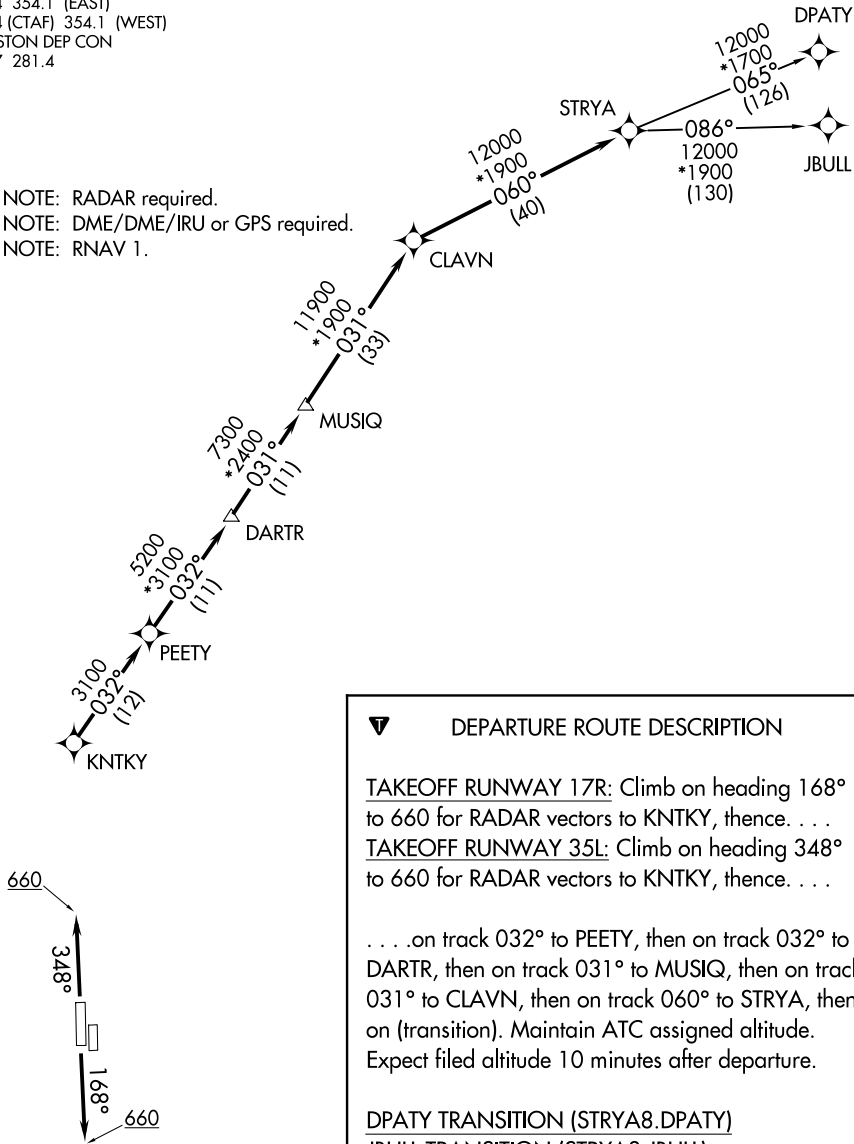 354.1 (EAST)
(CTAF) 354.1 (WEST)
DEP CON
281.4
NOTE: RADAR required.
NOTE: DME/DME/IRU or GPS required.
NOTE: RNAV 1.
DPATY
12000
*1700
065°
(126)
STRYA
086°
12000
*1900
(130)
JBULL
12000
*1900
060°
(40)
CLAVN
11900
*1900
031°
(33)
MUSIQ
7300
*2400
031°
(11)
DARTR
5200
*3100
032°
(11)
PEETY
3100
032°
(12)
KNTKY
660
348°
168°
660
T DEPARTURE ROUTE DESCRIPTION
TAKEOFF RUNWAY 17R: Climb on heading 168°
to 660 for RADAR vectors to KNTKY, thence. . . .
TAKEOFF RUNWAY 35L: Climb on heading 348°
to 660 for RADAR vectors to KNTKY, thence. . . .
. . . .on track 032° to PEETY, then on track 032° to
DARTR, then on track 031° to MUSIQ, then on track
031° to CLAVN, then on track 060° to STRYA, then
on (transition). Maintain ATC assigned altitude.
Expect filed altitude 10 minutes after departure.
DPATY TRANSITION (STRYA8.DPATY)
JBULL TRANSITION (STRYA8.JBULL)